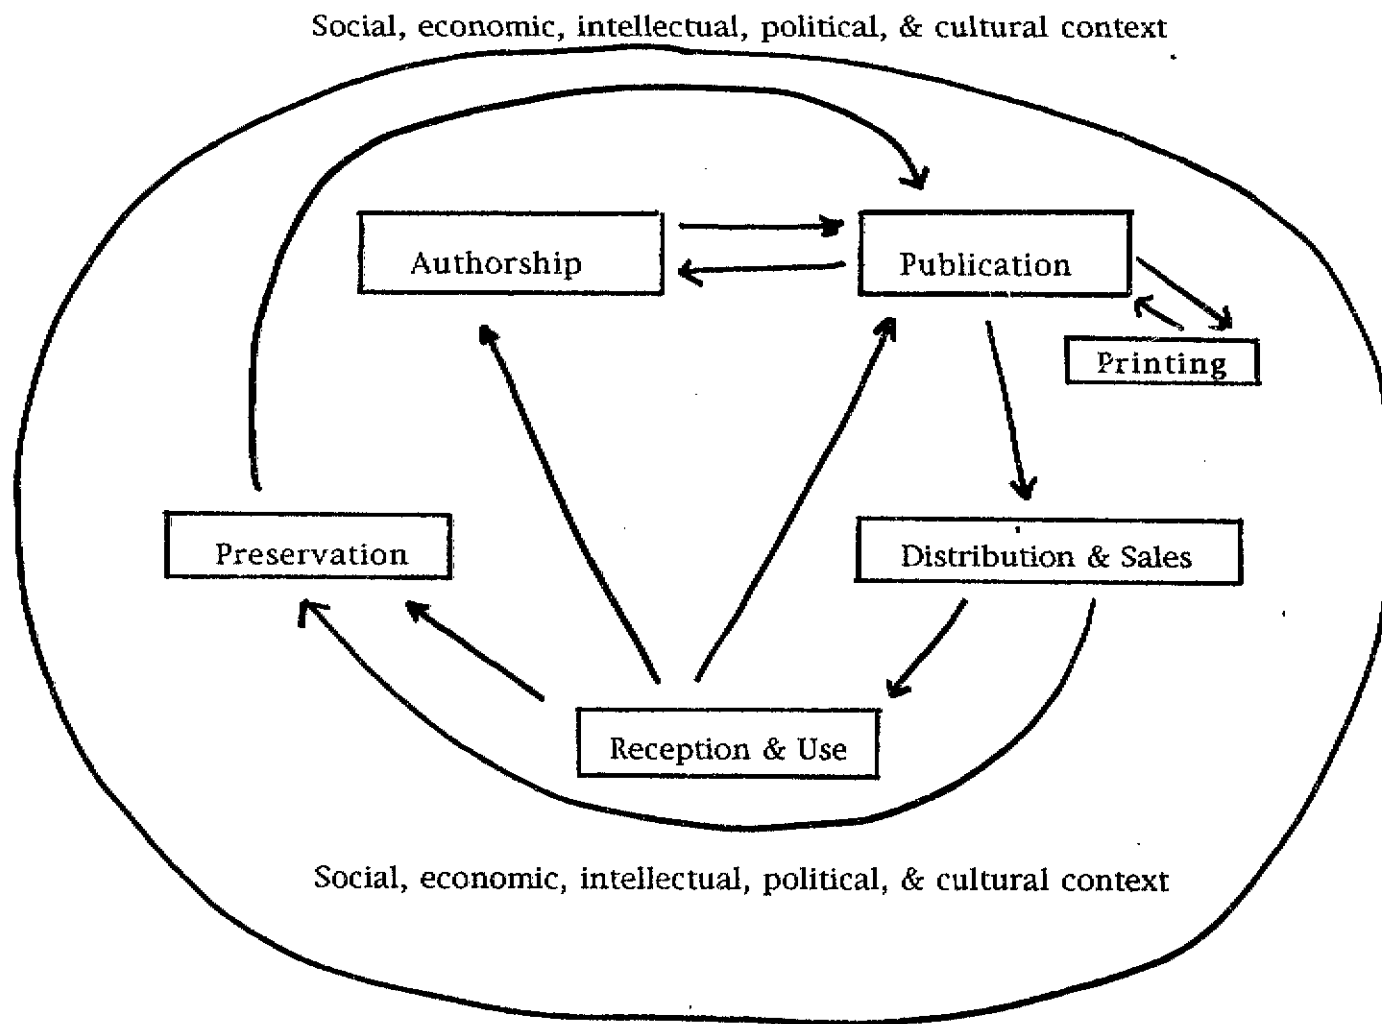 Social, economic, intellectual, political, & cultural context
Authorship
Publication
Printing
Preservation
Distribution & Sales
Reception & Use
Social, economic, intellectual, political, & cultural context